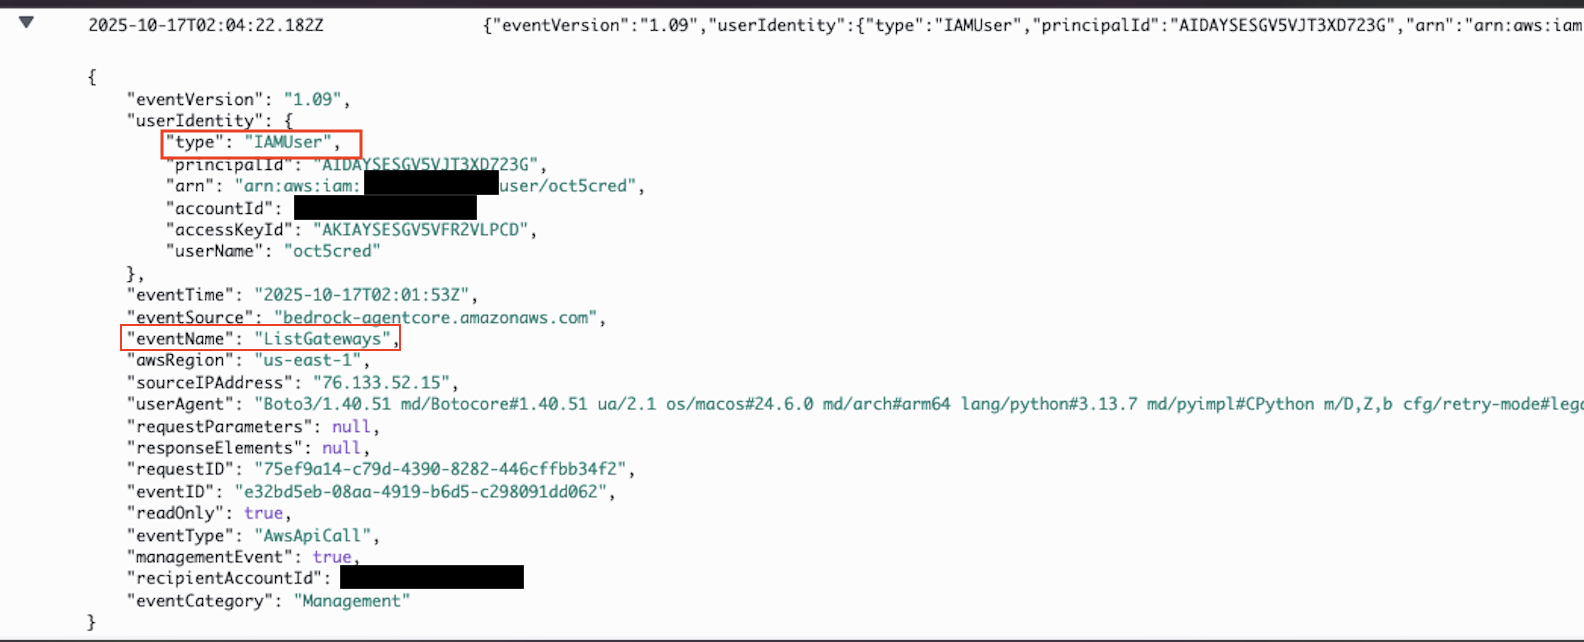 2025-10-17T02:04:22.182Z {"eventVersion":"1.09","userIdentity":{"type":"IAMUser","principalId":"AIDAYSESGV5VJT3XD723G","arn":"arn:aws:iam
{
"eventVersion": "1.09",
"userIdentity": {
"type": "IAMUser",
"principalId": "AIDAYSESGV5VJT3XD723G",
"arn": "arn:aws:iam: user/oct5cred",
"accountId":
"accessKeyId": "AKIAYSESGV5VFR2VLPCD",
"userName": "oct5cred"
},
"eventTime": "2025-10-17T02:01:53Z",
"eventSource": "bedrock-agentcore.amazonaws.com",
"eventName": "ListGateways",
"awsRegion": "us-east-1",
"sourceIPAddress": "76.133.52.15",
"userAgent": "Boto3/1.40.51 md/Botocore#1.40.51 ua/2.1 os/macos#24.6.0 md/arch#arm64 lang/python#3.13.7 md/pyimpl#CPython m/D,Z,b cfg/retry-mode#lega
"requestParameters": null,
"responseElements": null,
"requestID": "75ef9a14-c79d-4390-8282-446cffbb34f2",
"eventID": "e32bd5eb-08aa-4919-b6d5-c298091dd062",
"readOnly": true,
"eventType": "AwsApiCall",
"managementEvent": true,
"recipientAccountId":
"eventCategory": "Management"
}